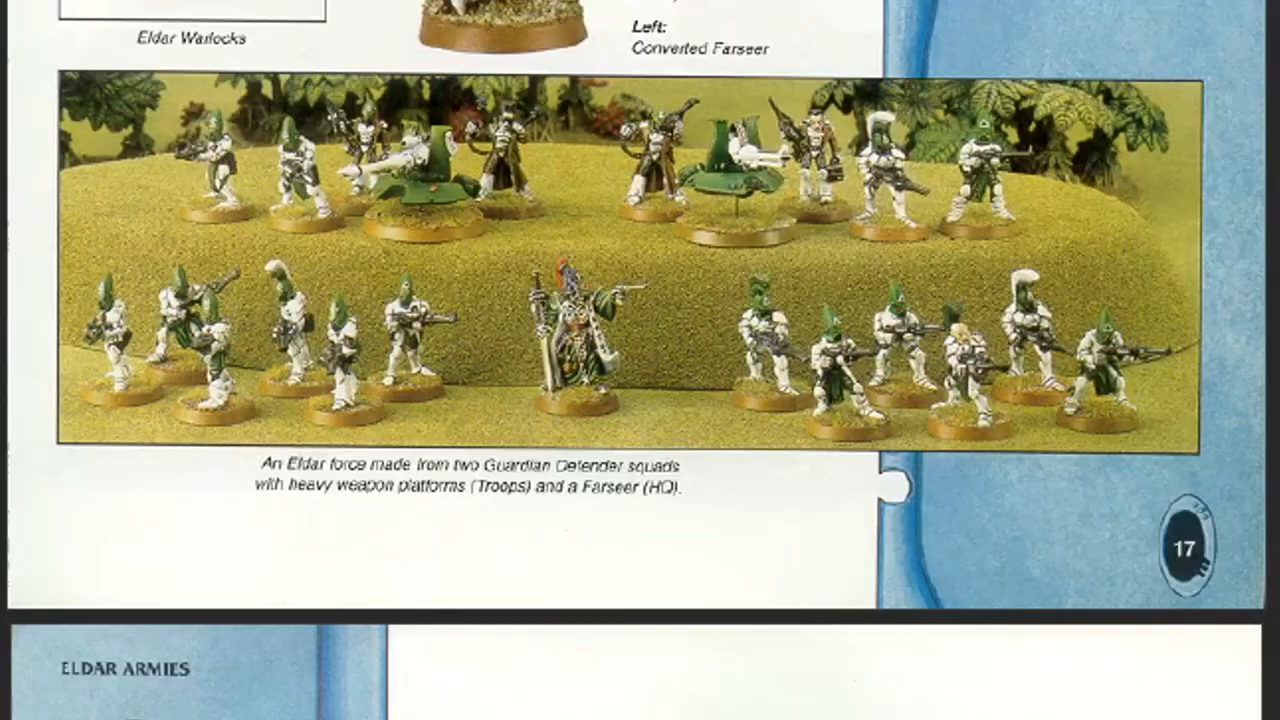 Eldar Warlocks
Left:
Converted Farseer
An Eldar force made from two Guardian Defender squads
with heavy weapon platforms (Troops) and a Farseer (HQ).
17
ELDAR ARMIES